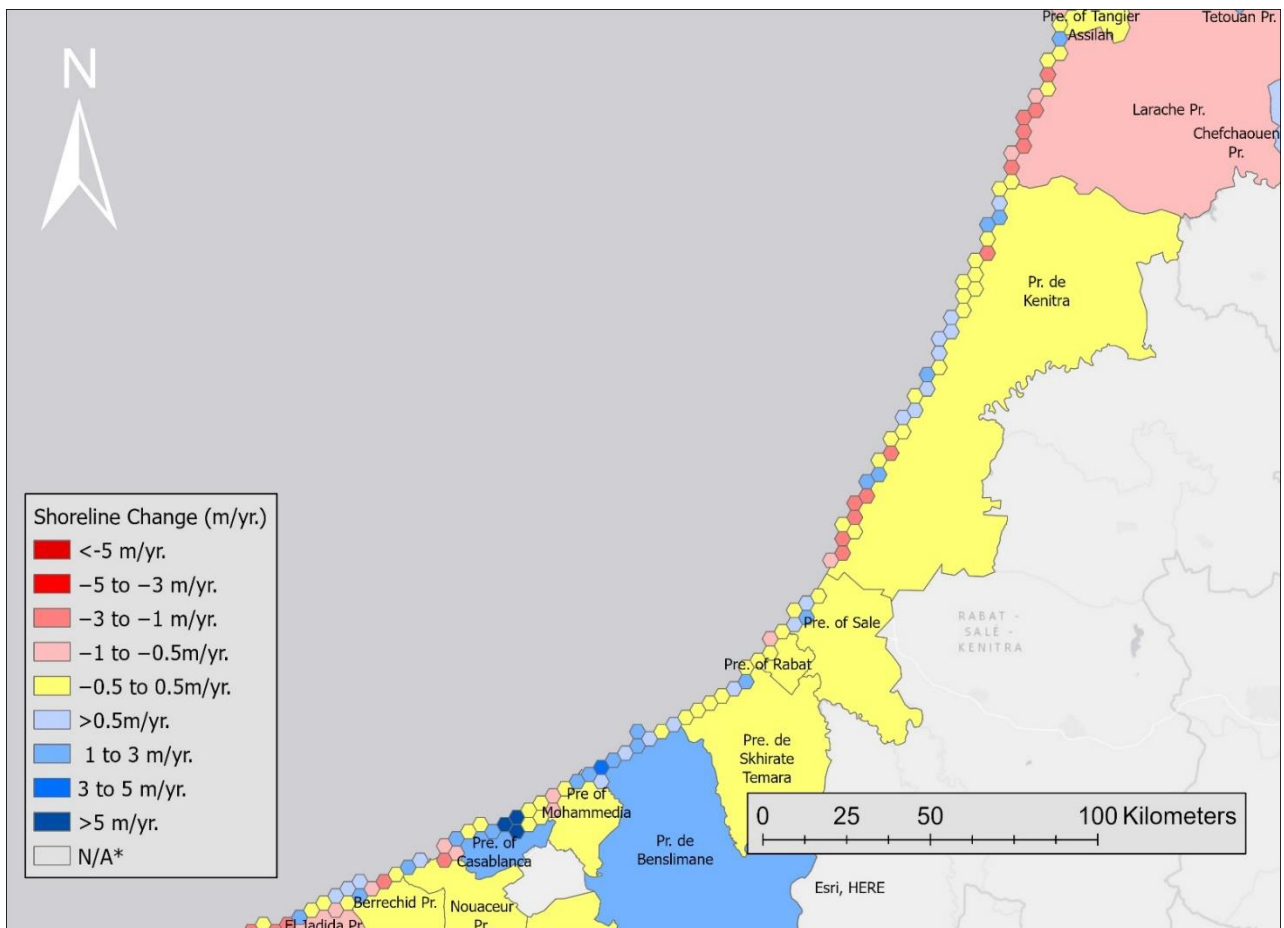 Pre. of Tangier
Assilah
Tetouan Pr.
N
Larache Pr.
Chefchaouen
Pr.
Pr. de
Kenitra
Shoreline Change (m/yr.)
<-5 m/yr.
−5 to −3 m/yr.
−3 to −1 m/yr.
−1 to −0.5m/yr.
−0.5 to 0.5m/yr.
>0.5m/yr.
1 to 3 m/yr.
3 to 5 m/yr.
>5 m/yr.
N/A*
RABAT -
SALÉ -
KENITRA
Pre. of Sale
Pre. of Rabat
Pre. de
Skhirate
Temara
Pre of
Mohammedia
0 25 50 100 Kilometers
Pre. of
Casablanca
Pr. de
Benslimane
Esri, HERE
Berrechid Pr.
Nouaceur
Pr.
El Jadida Pr.